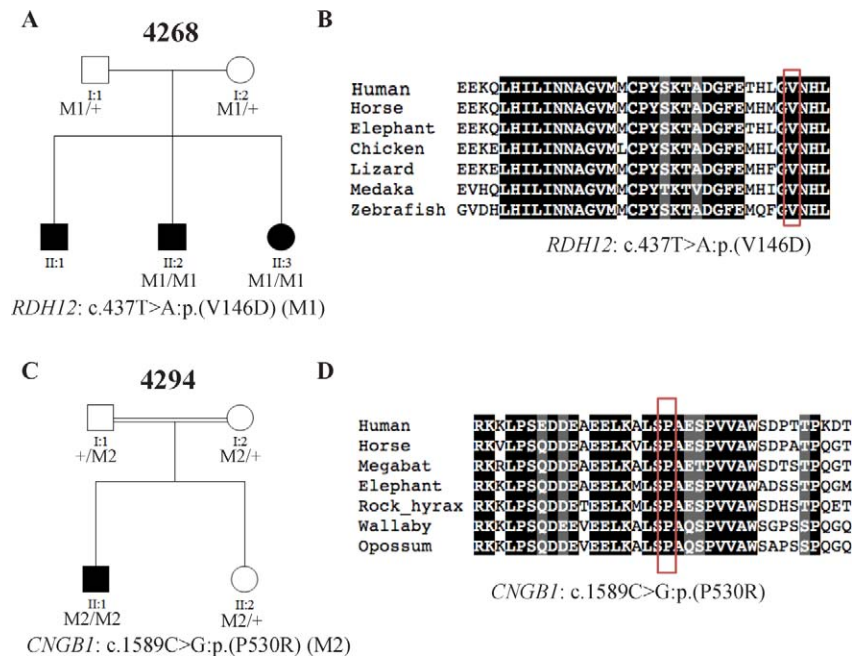 A
4268
I:1
M1/+
I:2
M1/+
II:1
II:2
M1/M1
II:3
M1/M1
RDH12: c.437T>A:p.(V146D) (M1)
B
Human EEKQLHILINNAGVMMCPYSKTADGFETHLGVNHL
Horse EEKQLHILINNAGVMMCPYSKTADGFEMHMGVNHL
Elephant EEKQLHILINNAGVMMCPYSKTADGFETHLGVNHL
Chicken EEKELHILINNAGVMLCPYSKTADGFEMHLGVNHL
Lizard EEKELHILINNAGVMMCPYSKTADGFEMHFGVNHL
Medaka EVHQLHILINNAGVMMCPYTKTVDGFEMHIGVNHL
Zebrafish GVDHLHILINNAGVMMCPYSKTADGFEMQFGVNHL
RDH12: c.437T>A:p.(V146D)
C
4294
I:1
+/M2
I:2
M2/+
II:1
M2/M2
II:2
M2/+
CNGB1: c.1589C>G:p.(P530R) (M2)
D
Human RKKLPSEDDEAEELKALSPAESPVVAWSDPTTPKDT
Horse RKVLPSQDDEAEELKVLSPAESPVVAWSDPATPQGT
Megabat RKRLPSQDDEAEELKALSPAETPVVAWSDTSTPQGT
Elephant RKKLPSQDDEAEELKMLSPAESPVVAWADSSTPQGM
Rock_hyrax RKKLPSQDDETEELKMLSPAESPVVAWSDHSTPQET
Wallaby RKKLPSQDEEVEELKALSPAQSPVVAWSGPSSPQGQ
Opossum RKKLPSQDDEVEELKALSPAQSPVVAWSAPSSPQGQ
CNGB1: c.1589C>G:p.(P530R)